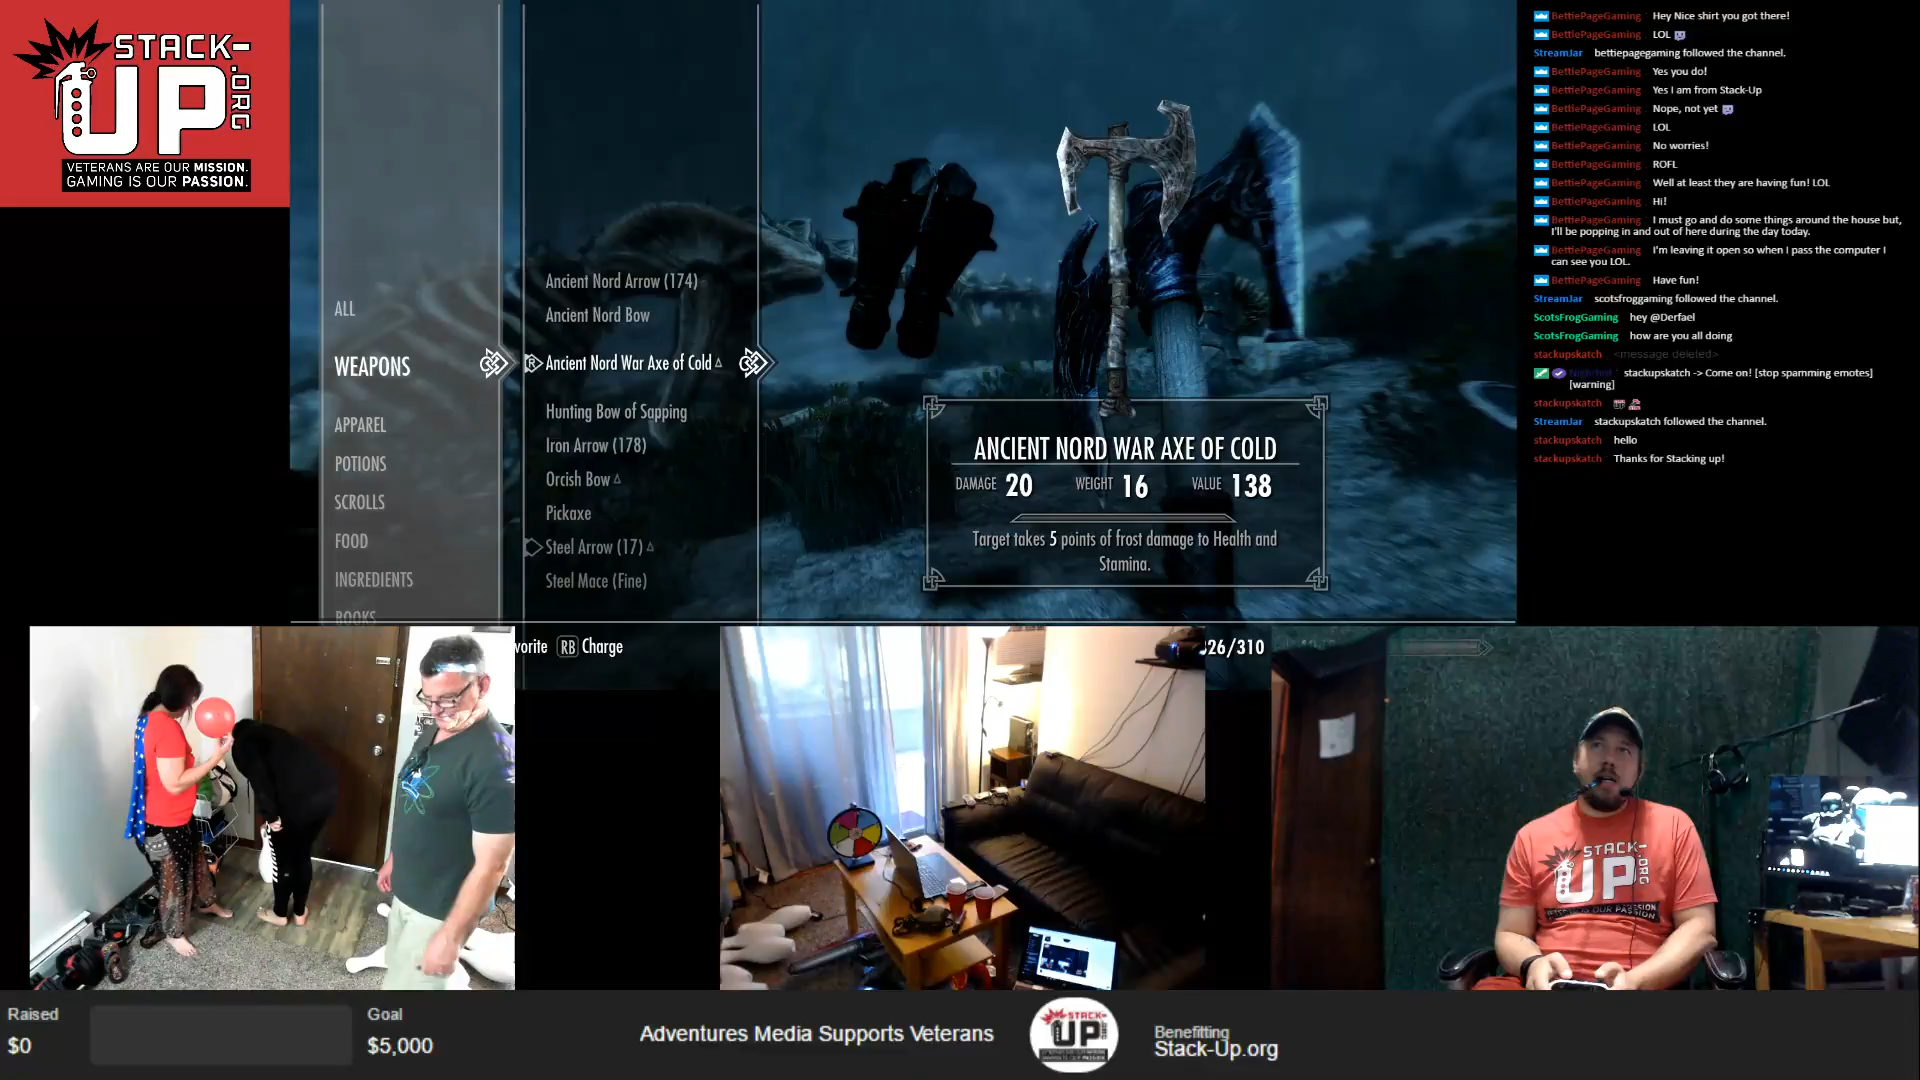 STACK-
UP
.ORG
VETERANS ARE OUR MISSION.
GAMING IS OUR PASSION.
ALL
WEAPONS
APPAREL
POTIONS
SCROLLS
FOOD
INGREDIENTS
BOOKS
Ancient Nord Arrow (174)
Ancient Nord Bow
Ancient Nord War Axe of Cold
Hunting Bow of Sapping
Iron Arrow (178)
Orcish Bow
Pickaxe
Steel Arrow (17)
Steel Mace (Fine)
ANCIENT NORD WAR AXE OF COLD
DAMAGE 20 WEIGHT 16 VALUE 138
Target takes 5 points of frost damage to Health and
Stamina.
vorite RB Charge
26/310
BettiePageGaming Hey Nice shirt you got there!
BettiePageGaming LOL
StreamJar bettiepagegaming followed the channel.
BettiePageGaming Yes you do!
BettiePageGaming Yes I am from Stack-Up
BettiePageGaming Nope, not yet
BettiePageGaming LOL
BettiePageGaming No worries!
BettiePageGaming ROFL
BettiePageGaming Well at least they are having fun! LOL
BettiePageGaming Hi!
BettiePageGaming I must go and do some things around the house but,
I'll be popping in and out of here during the day today.
BettiePageGaming I'm leaving it open so when I pass the computer I
can see you LOL.
BettiePageGaming Have fun!
StreamJar scotsfroggaming followed the channel.
ScotsFrogGaming hey @Derfael
ScotsFrogGaming how are you all doing
stackupskatch <message deleted>
Nightbot stackupskatch -> Come on! [stop spamming emotes]
[warning]
stackupskatch
StreamJar stackupskatch followed the channel.
stackupskatch hello
stackupskatch Thanks for Stacking up!
STACK-
UP
.ORG
Raised
$0
Goal
$5,000
Adventures Media Supports Veterans
STACK-
UP
Benefitting
Stack-Up.org